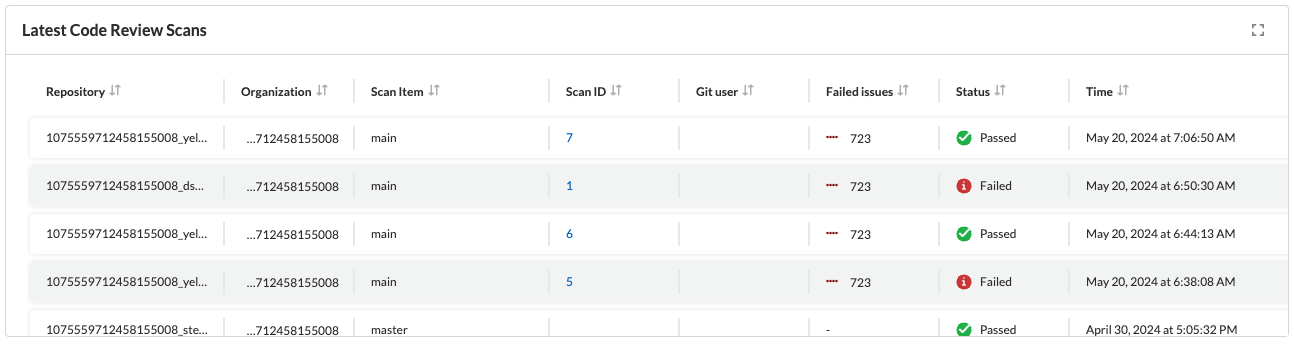 Latest Code Review Scans
Repository Organization Scan Item Scan ID Git user Failed issues Status Time
1075559712458155008_yel... ...712458155008 main 7 723 Passed May 20, 2024 at 7:06:50 AM
1075559712458155008_ds... ...712458155008 main 1 723 Failed May 20, 2024 at 6:50:30 AM
1075559712458155008_yel... ...712458155008 main 6 723 Passed May 20, 2024 at 6:44:13 AM
1075559712458155008_yel... ...712458155008 main 5 723 Failed May 20, 2024 at 6:38:08 AM
1075559712458155008_ste... ...712458155008 master - Passed April 30, 2024 at 5:05:32 PM